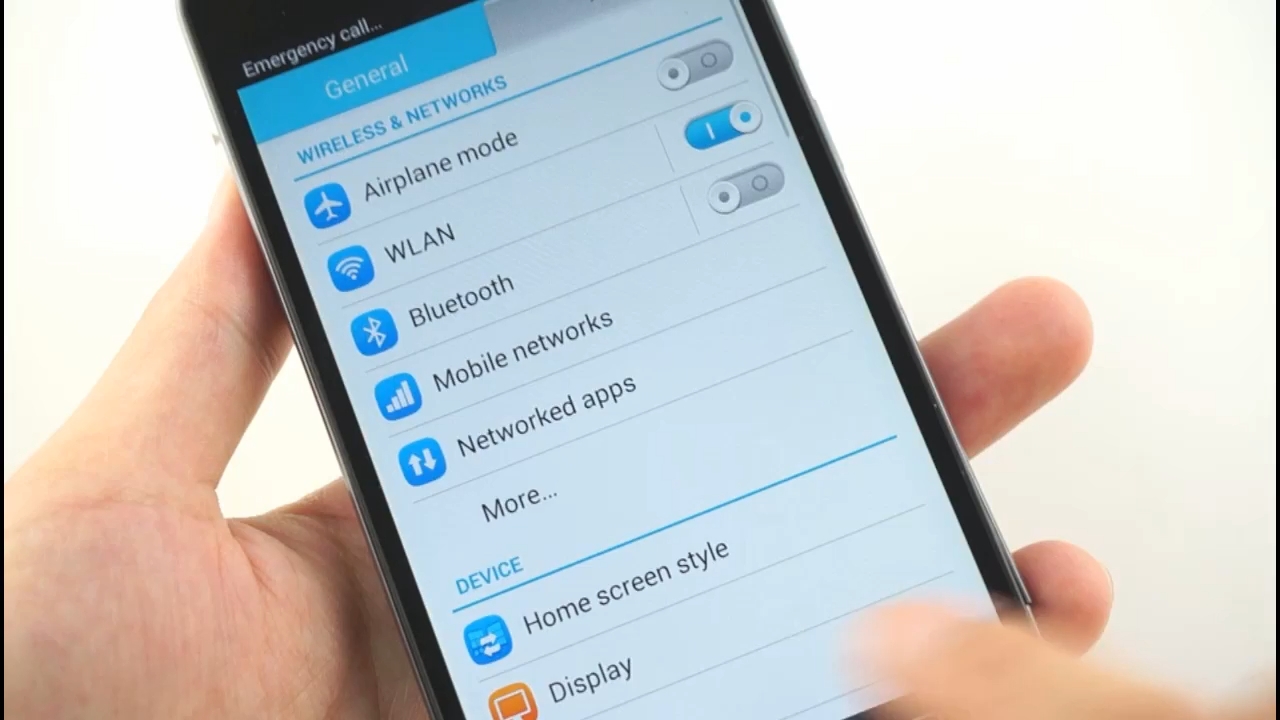 Emergency call...
General
WIRELESS & NETWORKS
Airplane mode
WLAN
Bluetooth
Mobile networks
Networked apps
More...
DEVICE
Home screen style
Display